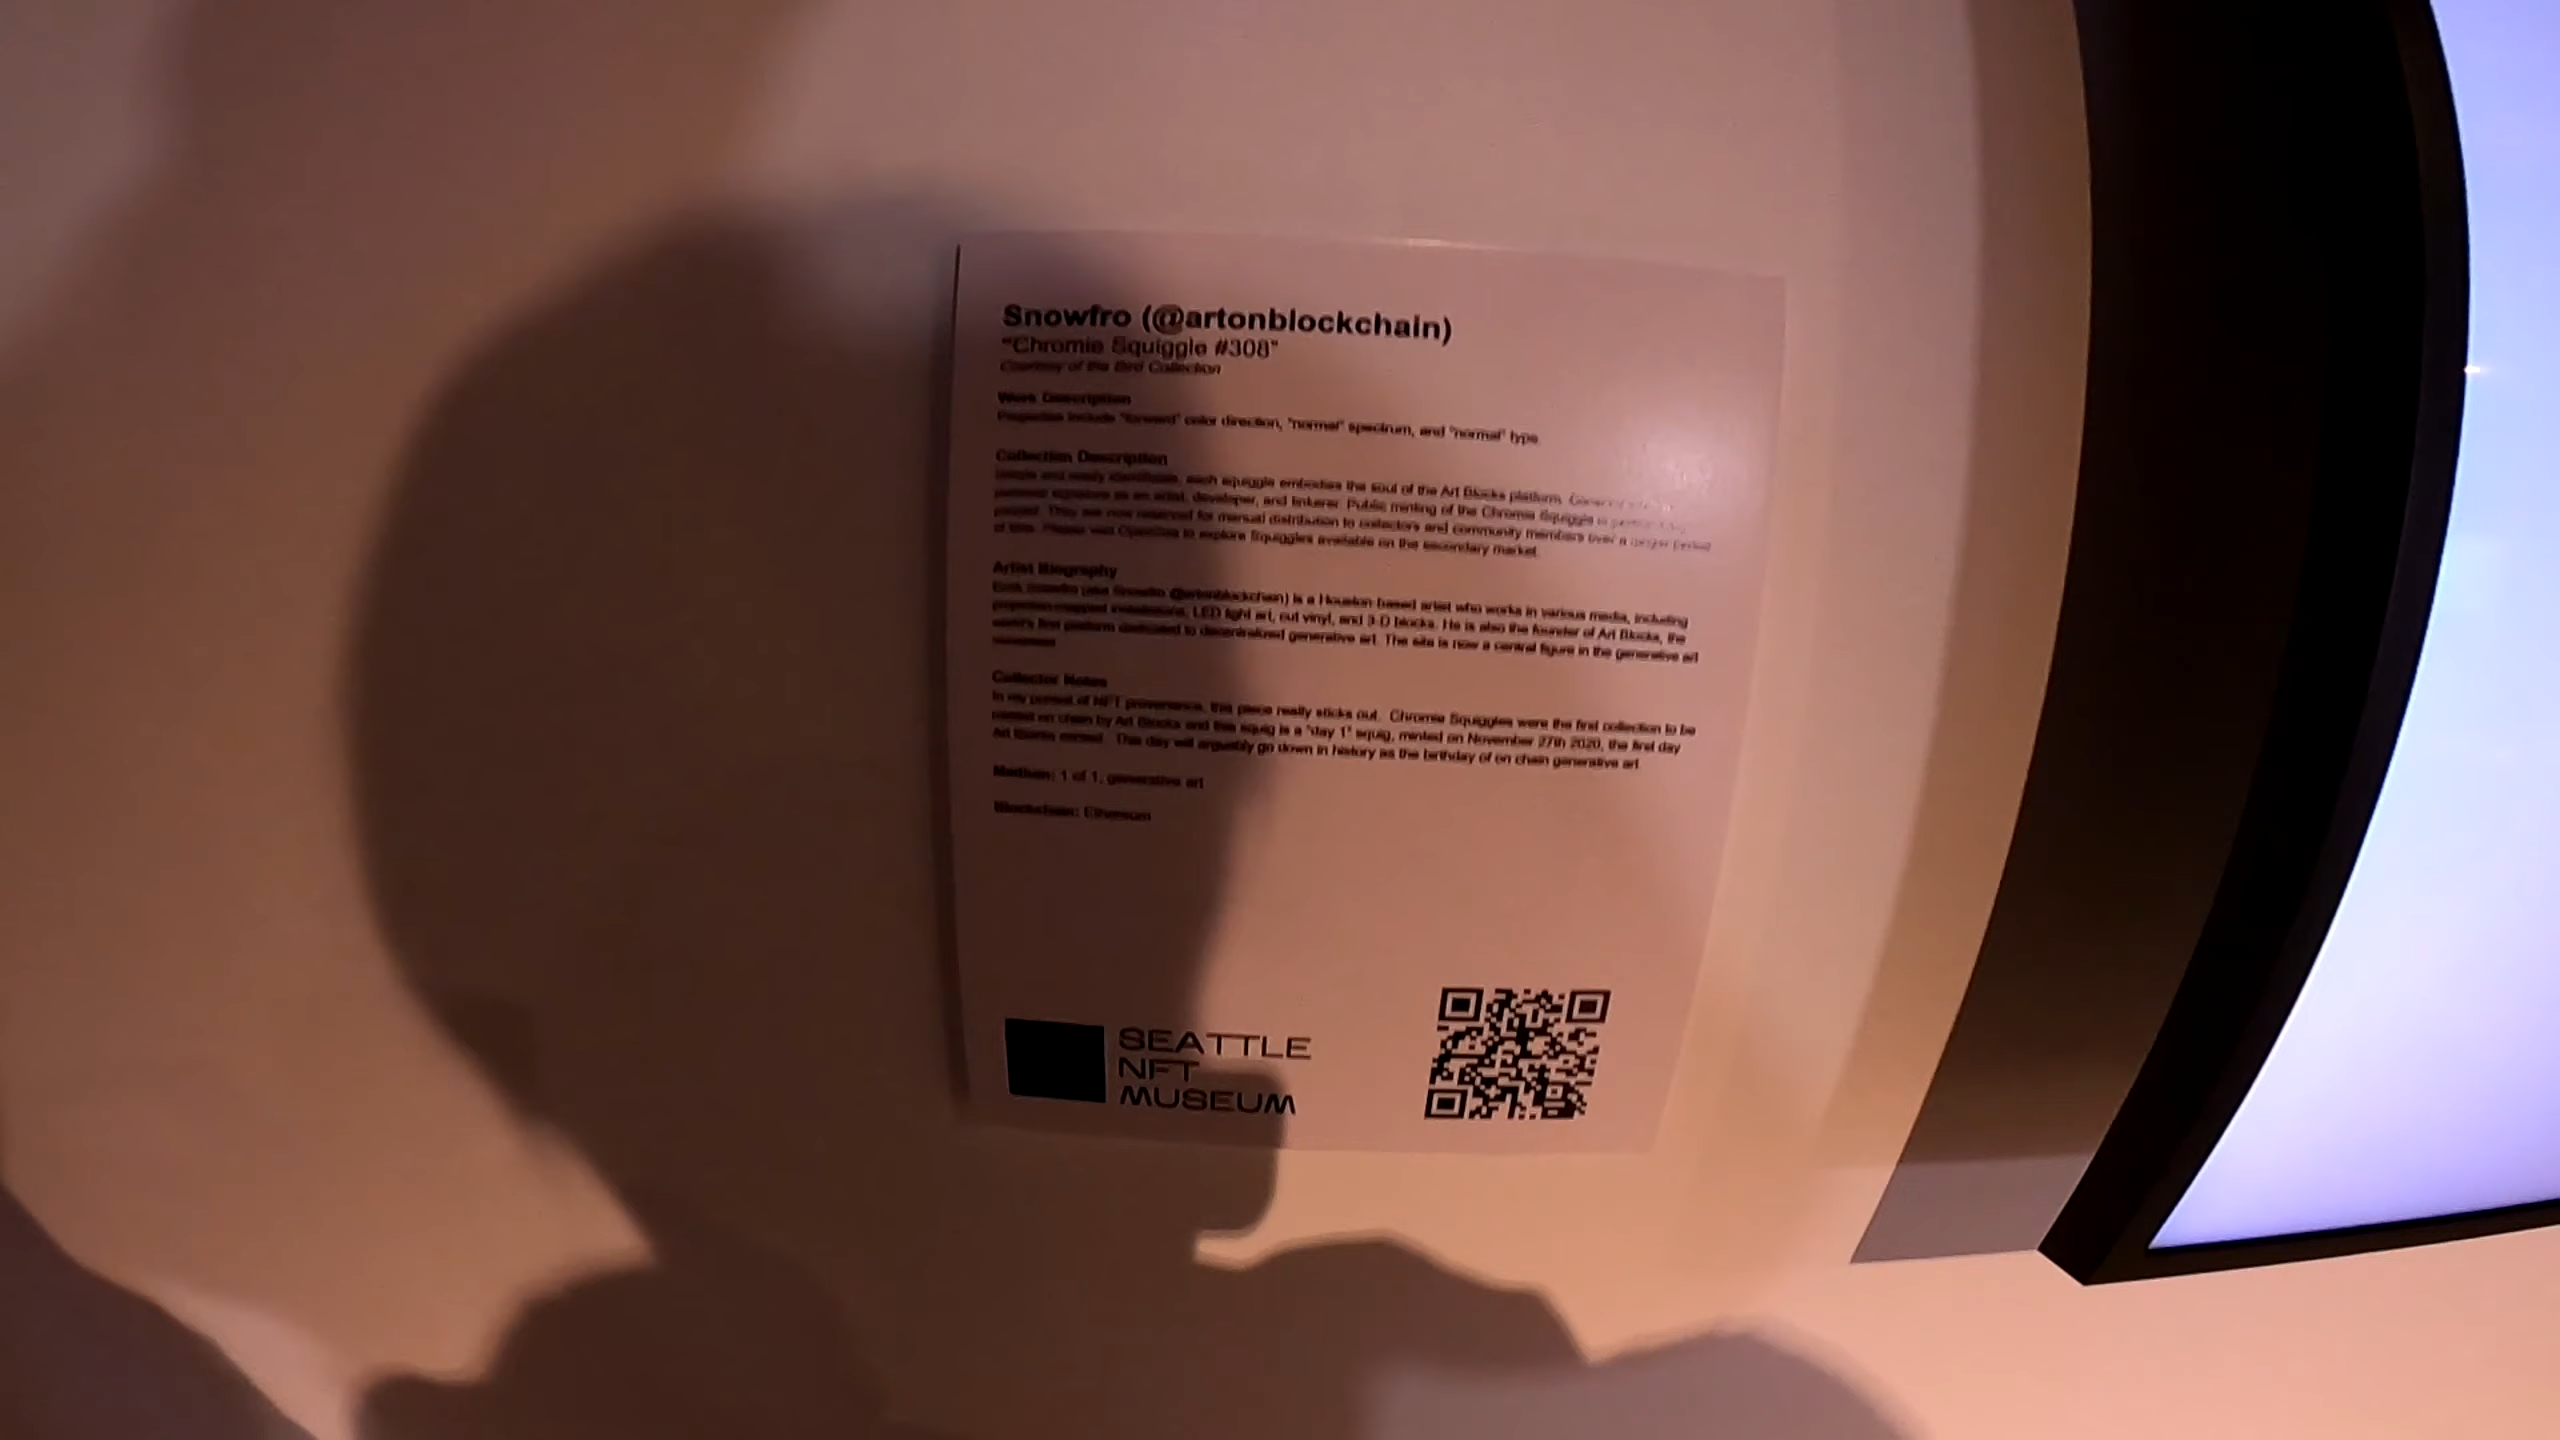 Snowfro (@artonblockchain)
"Chromie Squiggle #308"
Courtesy of the Bird Collection
Work Description
Properties include "forward" color direction, "normal" spectrum, and "normal" type.
Collection Description
Simple and easily identifiable, each squiggle embodies the soul of the Art Blocks platform.
signature as an artist, developer, and tinkerer. Public minting of the Chromie Squiggle is
paused. They are now reserved for manual distribution to collectors and community members over a longer period
of time. Please visit OpenSea to explore Squiggles available on the secondary market.
Artist Biography
Snowfro @artonblockchain) is a Houston based artist who works in various media, including
projection-mapped installations, LED light art, cut vinyl, and 3-D blocks. He is also the founder of Art Blocks, the
world's first platform dedicated to decentralized generative art. The site is now a central figure in the generative art
movement.
Collector Notes
In my pursuit of NFT provenance, this piece really sticks out. Chromie Squiggles were the first collection to be
minted on chain by Art Blocks and this squig is a "day 1" squig, minted on November 27th 2020, the first day
Art Blocks minted. This day will arguably go down in history as the birthday of on chain generative art.
Medium: 1 of 1, generative art
Blockchain: Ethereum
SEATTLE
NFT
MUSEUM